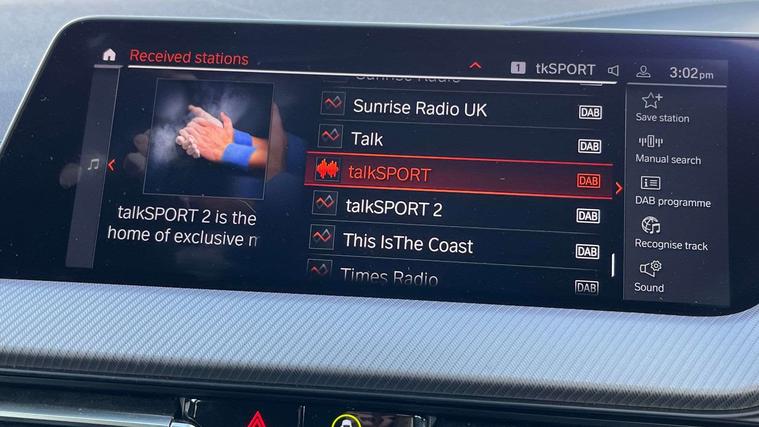 Received stations
1 tkSPORT
3:02pm
Sunrise Radio
Sunrise Radio UK DAB
Talk DAB
talkSPORT DAB
talkSPORT 2 DAB
This IsThe Coast DAB
Times Radio DAB
talkSPORT 2 is the
home of exclusive m
Save station
Manual search
DAB programme
Recognise track
Sound